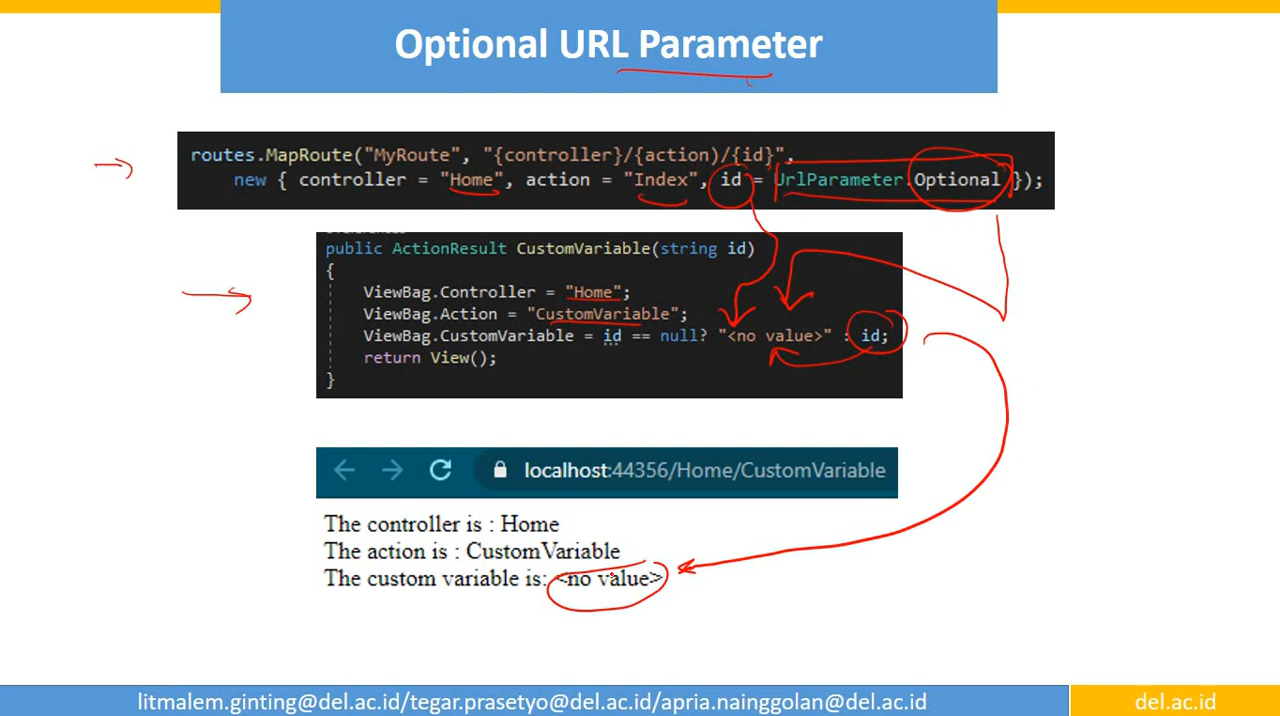 Optional URL Parameter
routes.MapRoute("MyRoute", "{controller}/{action)/{id}",
new { controller = "Home", action = "Index", id = UrlParameter.Optional });
public ActionResult CustomVariable(string id)
{
ViewBag.Controller = "Home";
ViewBag.Action = "CustomVariable";
ViewBag.CustomVariable = id == null? "<no value>" : id;
return View();
}
localhost:44356/Home/CustomVariable
The controller is : Home
The action is : CustomVariable
The custom variable is: <no value>
litmalem.ginting@del.ac.id/tegar.prasetyo@del.ac.id/apria.nainggolan@del.ac.id
del.ac.id